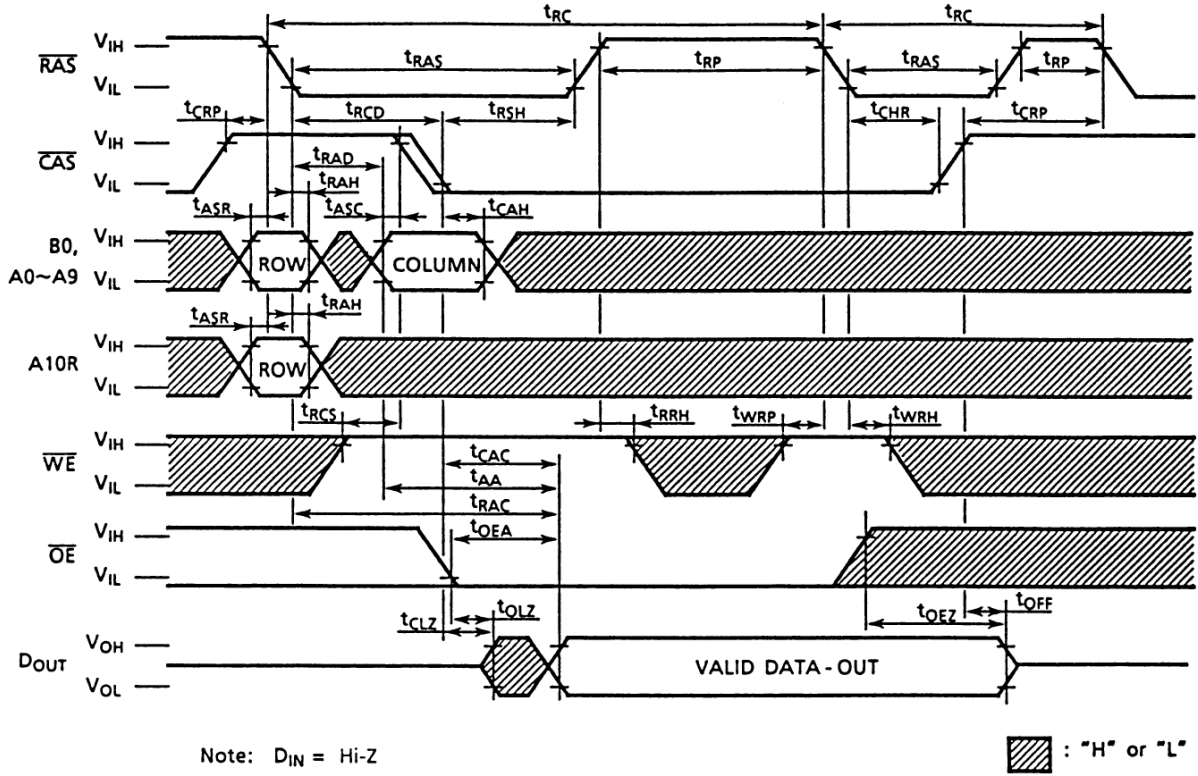 tRC tRC
RAS VIH VIL
tRAS tRP tRAS tRP
tCRP tRCD tRSH tCHR tCRP
CAS VIH VIL
tRAD
tRAH
tASR tASC tCAH
B0, A0~A9 VIH VIL
ROW COLUMN
tASR tRAH
A10R VIH VIL
ROW
tRCS tRRH tWRP tWRH
WE VIH VIL
tCAC
tAA
tRAC
tOEA
OE VIH VIL
tCLZ tOLZ tOEZ tOFF
DOUT VOH VOL
VALID DATA-OUT
Note: DIN = Hi-Z
: "H" or "L"